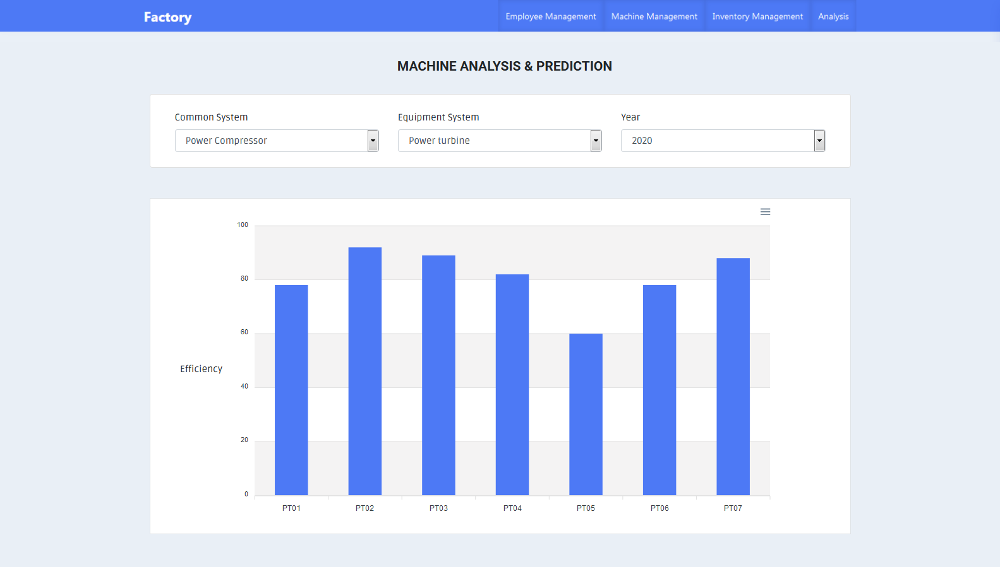 Factory
Employee Management
Machine Management
Inventory Management
Analysis
MACHINE ANALYSIS & PREDICTION
Common System
Equipment System
Year
Power Compressor
Power turbine
2020
100
80
60
40
20
0
Efficiency
PT01
PT02
PT03
PT04
PT05
PT06
PT07